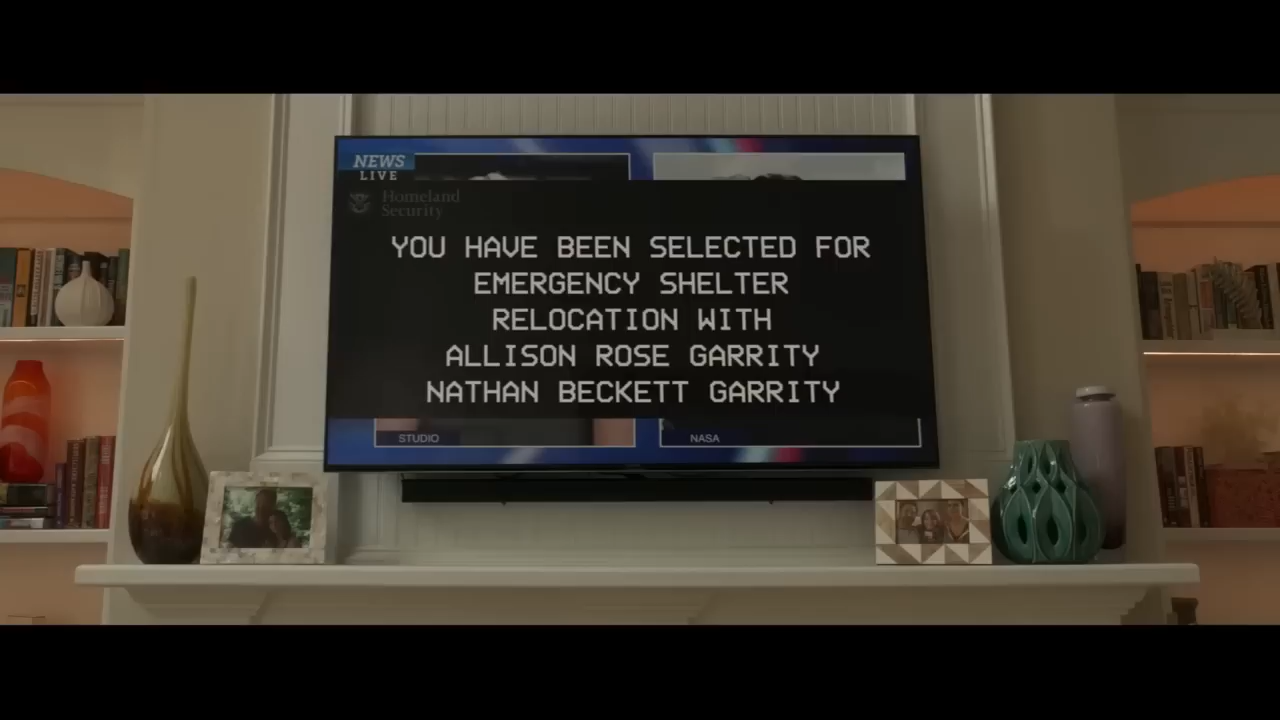 NEWS
LIVE
Homeland
Security
YOU HAVE BEEN SELECTED FOR
EMERGENCY SHELTER
RELOCATION WITH
ALLISON ROSE GARRITY
NATHAN BECKETT GARRITY
STUDIO
NASA